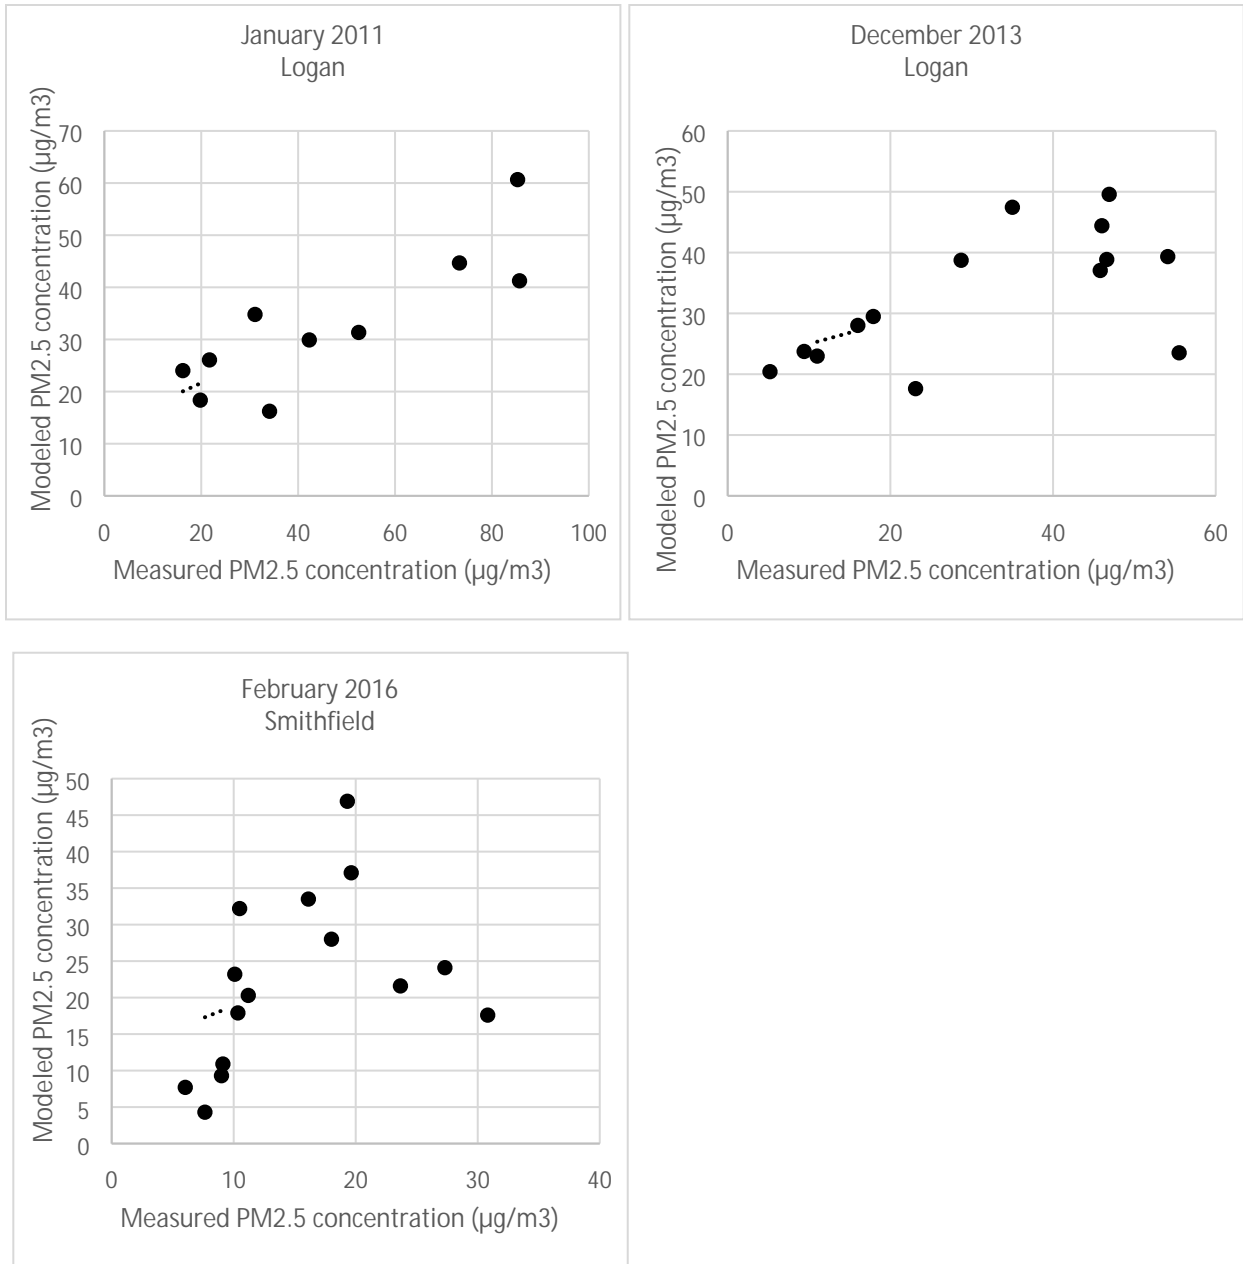 January 2011
Logan
Modeled PM2.5 concentration (µg/m3)
70
60
50
40
30
20
10
0
0 20 40 60 80 100
Measured PM2.5 concentration (µg/m3)
December 2013
Logan
Modeled PM2.5 concentration (µg/m3)
60
50
40
30
20
10
0
0 20 40 60
Measured PM2.5 concentration (µg/m3)
February 2016
Smithfield
Modeled PM2.5 concentration (µg/m3)
50
45
40
35
30
25
20
15
10
5
0
0 10 20 30 40
Measured PM2.5 concentration (µg/m3)